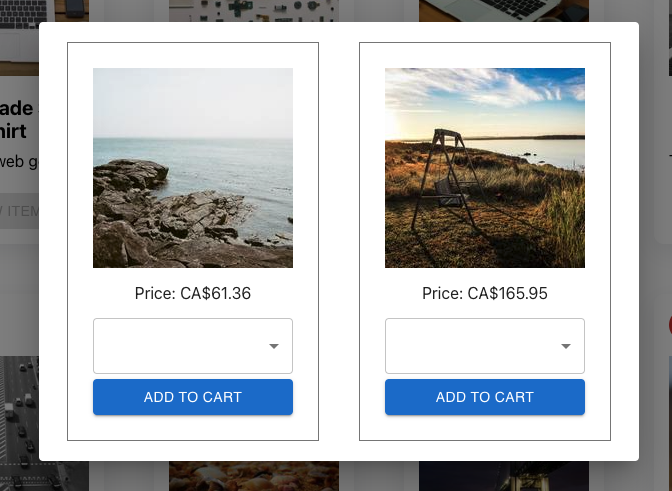 ade
hirt
web g
ITEM
Price: CA$61.36
ADD TO CART
Price: CA$165.95
ADD TO CART